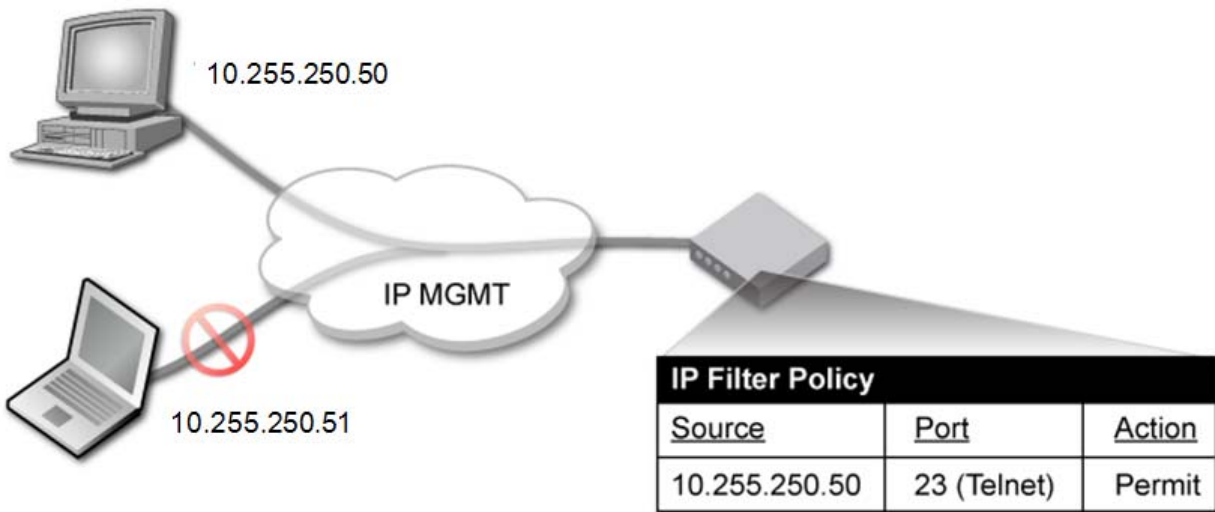 10.255.250.50
IP MGMT
10.255.250.51
IP Filter Policy
Source Port Action
10.255.250.50 23 (Telnet) Permit